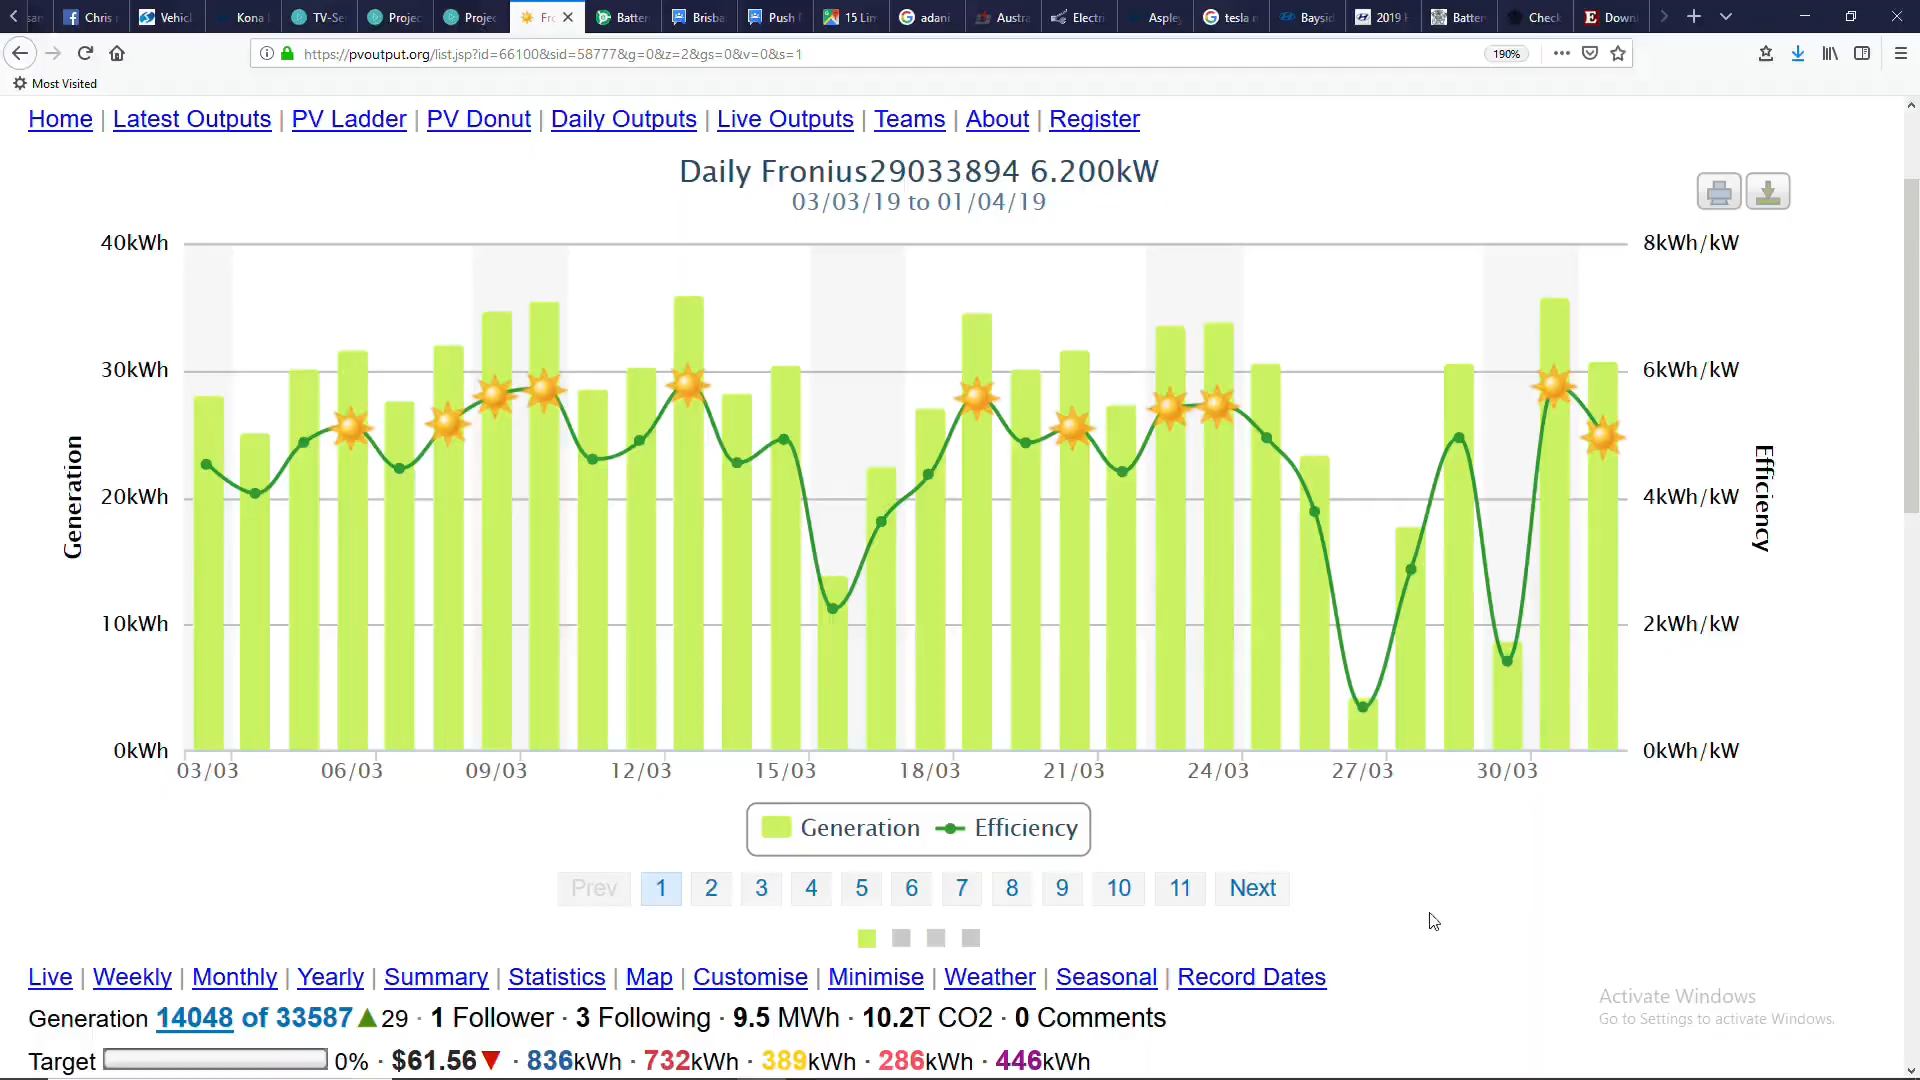 Chris
Vehicl
Kona
TV-Se
Projec
Projec
Fr
Batter
Brisba
Push
15 Lin
adani
Austra
Electri
Aspley
tesla n
Baysid
2019
Batter
Check
Down
https://pvoutput.org/list.jsp?id=66100&sid=58777&g=0&z=2&gs=0&v=0&s=1
190%
Most Visited
Home | Latest Outputs | PV Ladder | PV Donut | Daily Outputs | Live Outputs | Teams | About | Register
Daily Fronius29033894 6.200kW
03/03/19 to 01/04/19
40kWh
30kWh
20kWh
10kWh
0kWh
Generation
8kWh/kW
6kWh/kW
4kWh/kW
2kWh/kW
0kWh/kW
Efficiency
03/03 06/03 09/03 12/03 15/03 18/03 21/03 24/03 27/03 30/03
Generation Efficiency
Prev 1 2 3 4 5 6 7 8 9 10 11 Next
Live | Weekly | Monthly | Yearly | Summary | Statistics | Map | Customise | Minimise | Weather | Seasonal | Record Dates
Generation 14048 of 33587▲29 · 1 Follower · 3 Following · 9.5 MWh · 10.2T CO2 · 0 Comments
Target 0% · $61.56▼ · 836kWh · 732kWh · 389kWh · 286kWh · 446kWh
Activate Windows
Go to Settings to activate Windows.